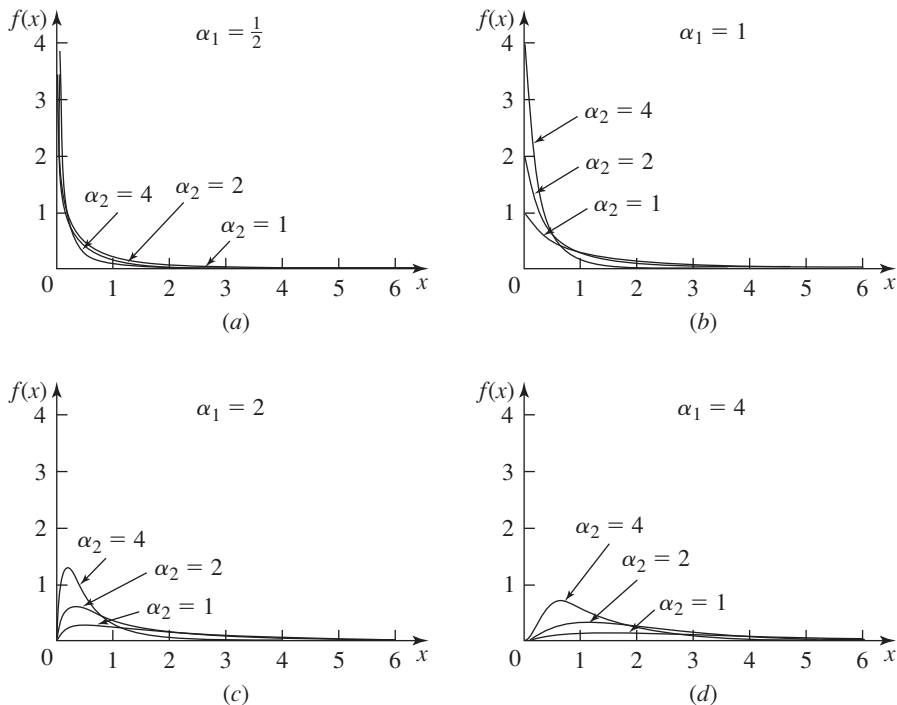 f(x)
α₁ = 1/2
4
3
2
1
α₂ = 4
α₂ = 2
α₂ = 1
0 1 2 3 4 5 6 x
(a)
f(x)
α₁ = 1
4
3
2
1
α₂ = 4
α₂ = 2
α₂ = 1
0 1 2 3 4 5 6 x
(b)
f(x)
α₁ = 2
4
3
2
1
α₂ = 4
α₂ = 2
α₂ = 1
0 1 2 3 4 5 6 x
(c)
f(x)
α₁ = 4
4
3
2
1
α₂ = 4
α₂ = 2
α₂ = 1
0 1 2 3 4 5 6 x
(d)